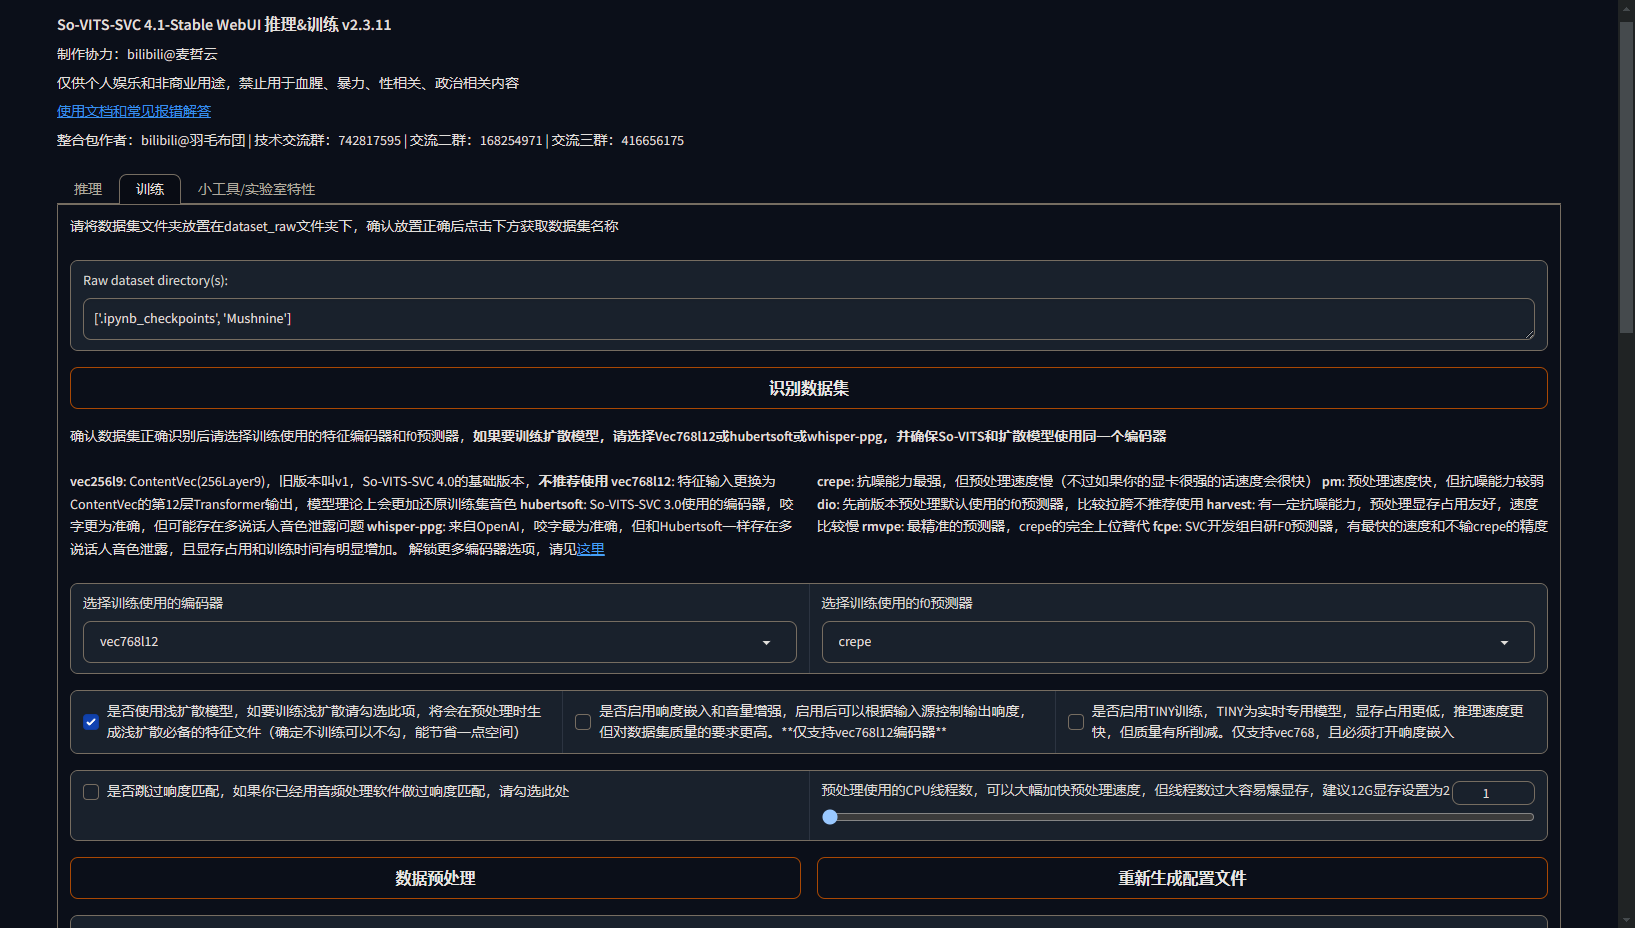 So-VITS-SVC 4.1-Stable WebUI 推理&训练 v2.3.11
制作协力：bilibili@麦哲云
仅供个人娱乐和非商业用途，禁止用于血腥、暴力、性相关、政治相关内容
使用文档和常见报错解答
整合包作者：bilibili@羽毛布団 | 技术交流群：742817595 | 交流二群：168254971 | 交流三群：416656175
推理 训练 小工具/实验室特性
请将数据集文件夹放置在dataset_raw文件夹下，确认放置正确后点击下方获取数据集名称
Raw dataset directory(s):
['.ipynb_checkpoints', 'Mushnine']
识别数据集
确认数据集正确识别后请选择训练使用的特征编码器和f0预测器，如果要训练扩散模型，请选择Vec768l12或hubertsoft或whisper-ppg，并确保So-VITS和扩散模型使用同一个编码器
vec256l9: ContentVec(256Layer9)，旧版本叫v1，So-VITS-SVC 4.0的基础版本，不推荐使用 vec768l12: 特征输入更换为
ContentVec的第12层Transformer输出，模型理论上会更加还原训练集音色 hubertsoft: So-VITS-SVC 3.0使用的编码器，咬
字更为准确，但可能存在多说话人音色泄露问题 whisper-ppg: 来自OpenAI，咬字最为准确，但和Hubertsoft一样存在多
说话人音色泄露，且显存占用和训练时间有明显增加。 解锁更多编码器选项，请见这里
crepe: 抗噪能力最强，但预处理速度慢（不过如果你的显卡很强的话速度会很快） pm: 预处理速度快，但抗噪能力较弱
dio: 先前版本预处理默认使用的f0预测器，比较拉胯不推荐使用 harvest: 有一定抗噪能力，预处理显存占用友好，速度
比较慢 rmvpe: 最精准的预测器，crepe的完全上位替代 fcpe: SVC开发组自研F0预测器，有最快的速度和不输crepe的精度
选择训练使用的编码器
vec768l12
选择训练使用的f0预测器
crepe
是否使用浅扩散模型，如要训练浅扩散请勾选此项，将会在预处理时生
成浅扩散必备的特征文件（确定不训练可以不勾，能节省一点空间）
是否启用响度嵌入和音量增强，启用后可以根据输入源控制输出响度，
但对数据集质量的要求更高。**仅支持vec768l12编码器**
是否启用TINY训练，TINY为实时专用模型，显存占用更低，推理速度更
快，但质量有所削减。仅支持vec768，且必须打开响度嵌入
是否跳过响度匹配，如果你已经用音频处理软件做过响度匹配，请勾选此处
预处理使用的CPU线程数，可以大幅加快预处理速度，但线程数过大容易爆显存，建议12G显存设置为2
1
数据预处理
重新生成配置文件